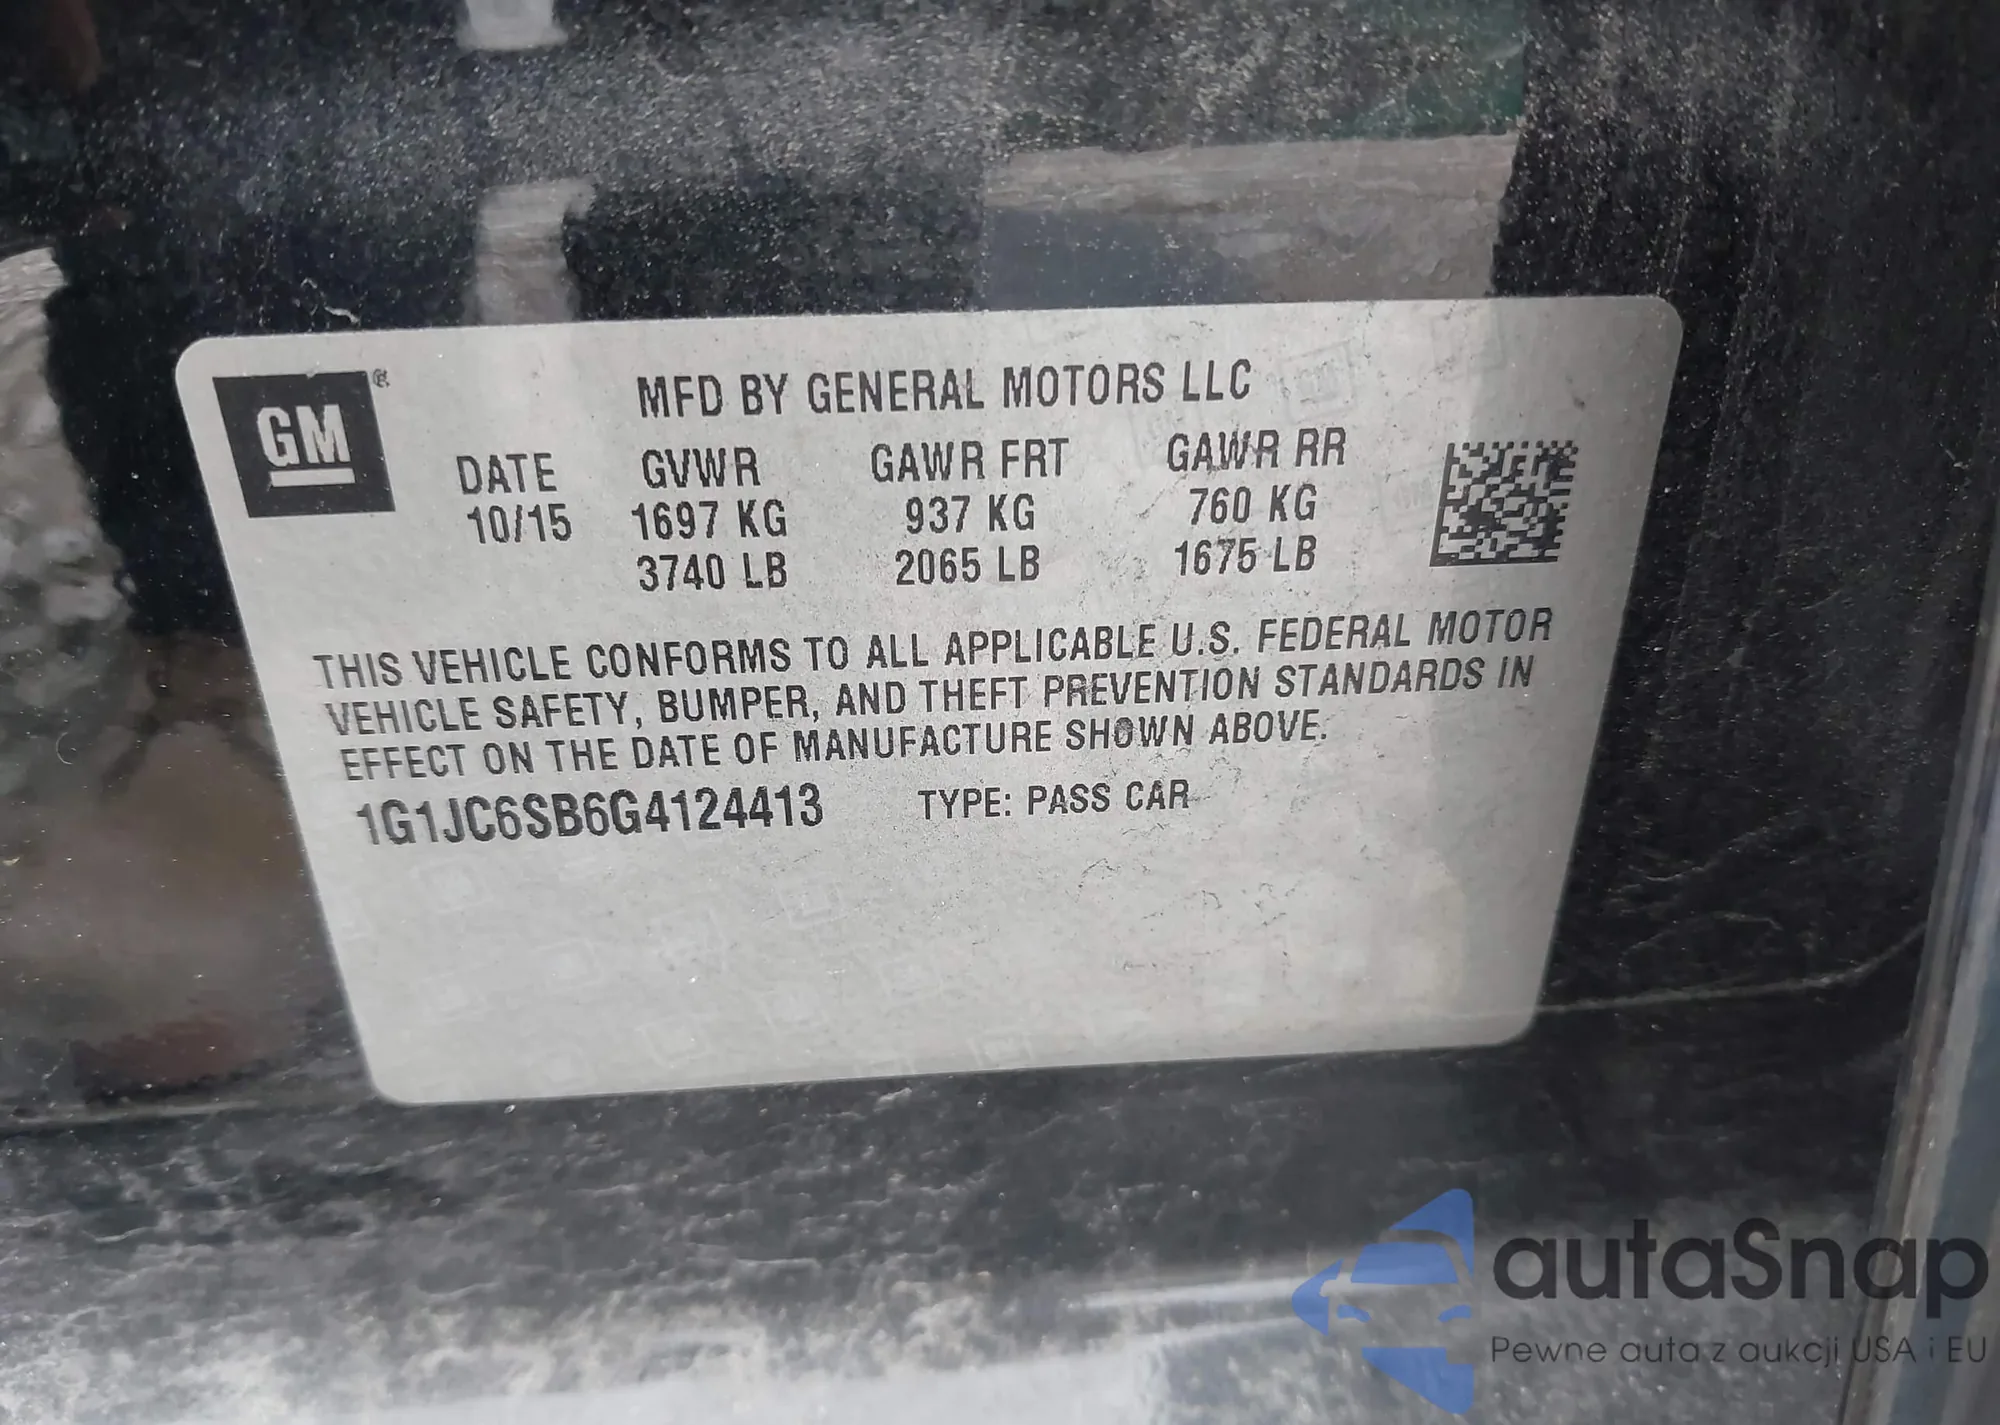 GM®
MFD BY GENERAL MOTORS LLC
DATE GVWR GAWR FRT GAWR RR
10/15 1697 KG 937 KG 760 KG
3740 LB 2065 LB 1675 LB
THIS VEHICLE CONFORMS TO ALL APPLICABLE U.S. FEDERAL MOTOR
VEHICLE SAFETY, BUMPER, AND THEFT PREVENTION STANDARDS IN
EFFECT ON THE DATE OF MANUFACTURE SHOWN ABOVE.
1G1JC6SB6G4124413 TYPE: PASS CAR
autaSnap
Pewne auta z aukcji USA i EU